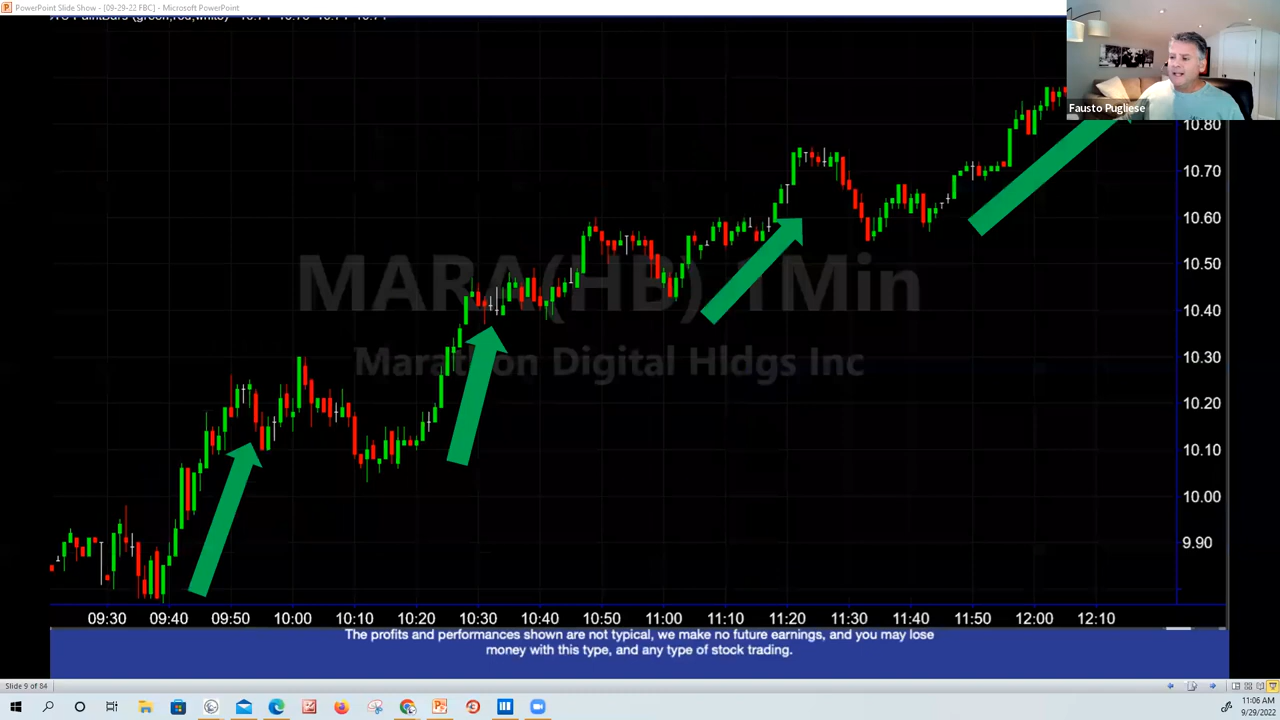 PowerPoint Slide Show - [09-29-22 FBC]
Fausto Pugliese
10.80
10.70
10.60
10.50
10.40
10.30
10.20
10.10
10.00
9.90
MARA(HB) 1Min
Marathon Digital Hldgs Inc
09:30 09:40 09:50 10:00 10:10 10:20 10:30 10:40 10:50 11:00 11:10 11:20 11:30 11:40 11:50 12:00 12:10
The profits and performances shown are not typical, we make no future earnings, and you may lose
money with this type, and any type of stock trading.
Slide 9 of 84
11:06 AM
9/29/2022